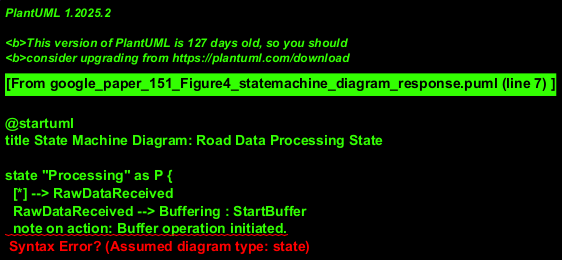 PlantUML 1.2025.2
<b>This version of PlantUML is 127 days old, so you should
<b>consider upgrading from https://plantuml.com/download
[From google_paper_151_Figure4_statemachine_diagram_response.puml (line 7) ]
@startuml
title State Machine Diagram: Road Data Processing State
state "Processing" as P {
[*] --> RawDataReceived
RawDataReceived --> Buffering : StartBuffer
note on action: Buffer operation initiated.
Syntax Error? (Assumed diagram type: state)